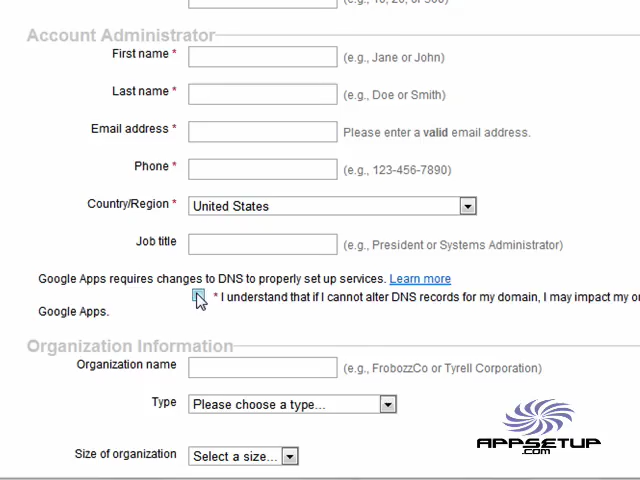 Account Administrator
First name * (e.g., Jane or John)
Last name * (e.g., Doe or Smith)
Email address * Please enter a valid email address.
Phone * (e.g., 123-456-7890)
Country/Region * United States
Job title (e.g., President or Systems Administrator)
Google Apps requires changes to DNS to properly set up services. Learn more
* I understand that if I cannot alter DNS records for my domain, I may impact my
Google Apps.
Organization Information
Organization name (e.g., FrobozzCo or Tyrell Corporation)
Type Please choose a type...
Size of organization Select a size...
APPSETUP
.COM